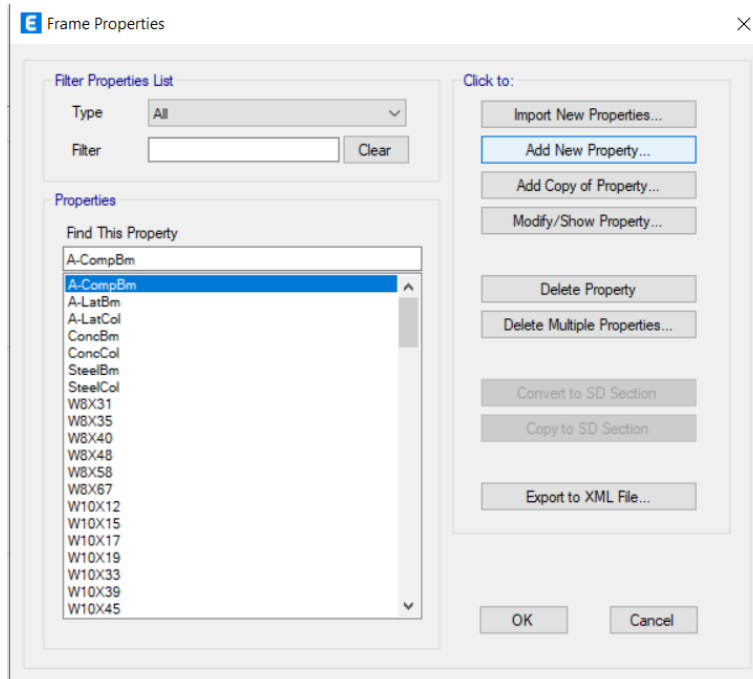 E Frame Properties
Filter Properties List
Type All
Filter Clear
Properties
Find This Property
A-CompBm
A-CompBm
A-LatBm
A-LatCol
ConcBm
ConcCol
SteelBm
SteelCol
W8X31
W8X35
W8X40
W8X48
W8X58
W8X67
W10X12
W10X15
W10X17
W10X19
W10X33
W10X39
W10X45
Click to:
Import New Properties...
Add New Property...
Add Copy of Property...
Modify/Show Property...
Delete Property
Delete Multiple Properties...
Convert to SD Section
Copy to SD Section
Export to XML File...
OK Cancel